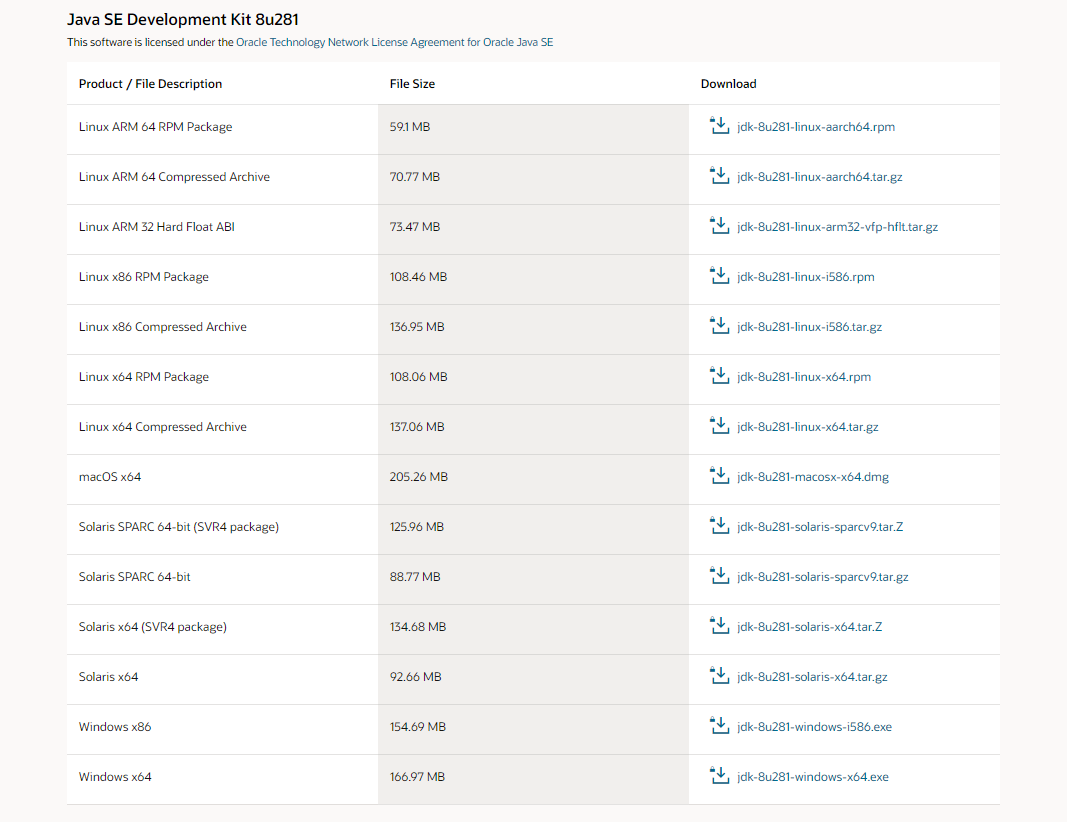 Java SE Development Kit 8u281
This software is licensed under the Oracle Technology Network License Agreement for Oracle Java SE
Product / File Description File Size Download
Linux ARM 64 RPM Package 59.1 MB jdk-8u281-linux-aarch64.rpm
Linux ARM 64 Compressed Archive 70.77 MB jdk-8u281-linux-aarch64.tar.gz
Linux ARM 32 Hard Float ABI 73.47 MB jdk-8u281-linux-arm32-vfp-hflt.tar.gz
Linux x86 RPM Package 108.46 MB jdk-8u281-linux-i586.rpm
Linux x86 Compressed Archive 136.95 MB jdk-8u281-linux-i586.tar.gz
Linux x64 RPM Package 108.06 MB jdk-8u281-linux-x64.rpm
Linux x64 Compressed Archive 137.06 MB jdk-8u281-linux-x64.tar.gz
macOS x64 205.26 MB jdk-8u281-macosx-x64.dmg
Solaris SPARC 64-bit (SVR4 package) 125.96 MB jdk-8u281-solaris-sparcv9.tar.Z
Solaris SPARC 64-bit 88.77 MB jdk-8u281-solaris-sparcv9.tar.gz
Solaris x64 (SVR4 package) 134.68 MB jdk-8u281-solaris-x64.tar.Z
Solaris x64 92.66 MB jdk-8u281-solaris-x64.tar.gz
Windows x86 154.69 MB jdk-8u281-windows-i586.exe
Windows x64 166.97 MB jdk-8u281-windows-x64.exe